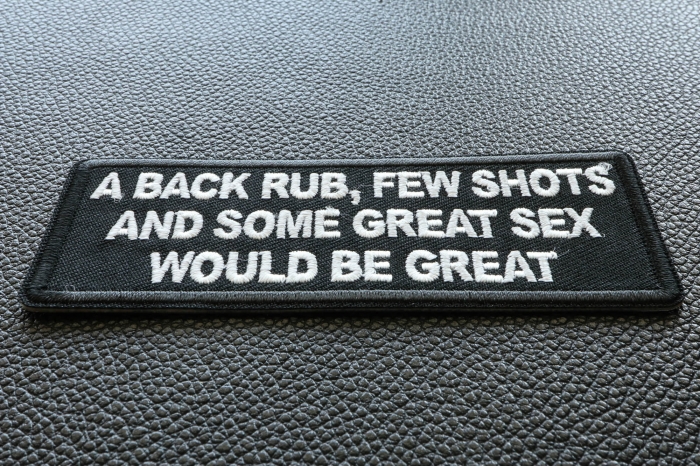 A BACK RUB, FEW SHOTS
AND SOME GREAT SEX
WOULD BE GREAT